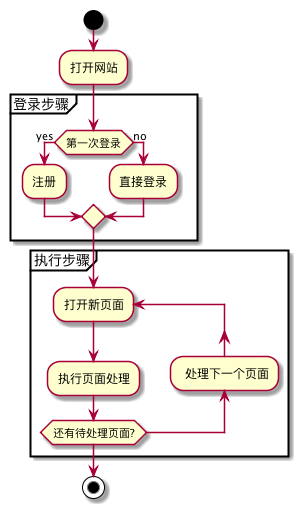 打开网站
登录步骤
yes
第一次登录
no
注册
直接登录
执行步骤
打开新页面
执行页面处理
处理下一个页面
还有待处理页面?